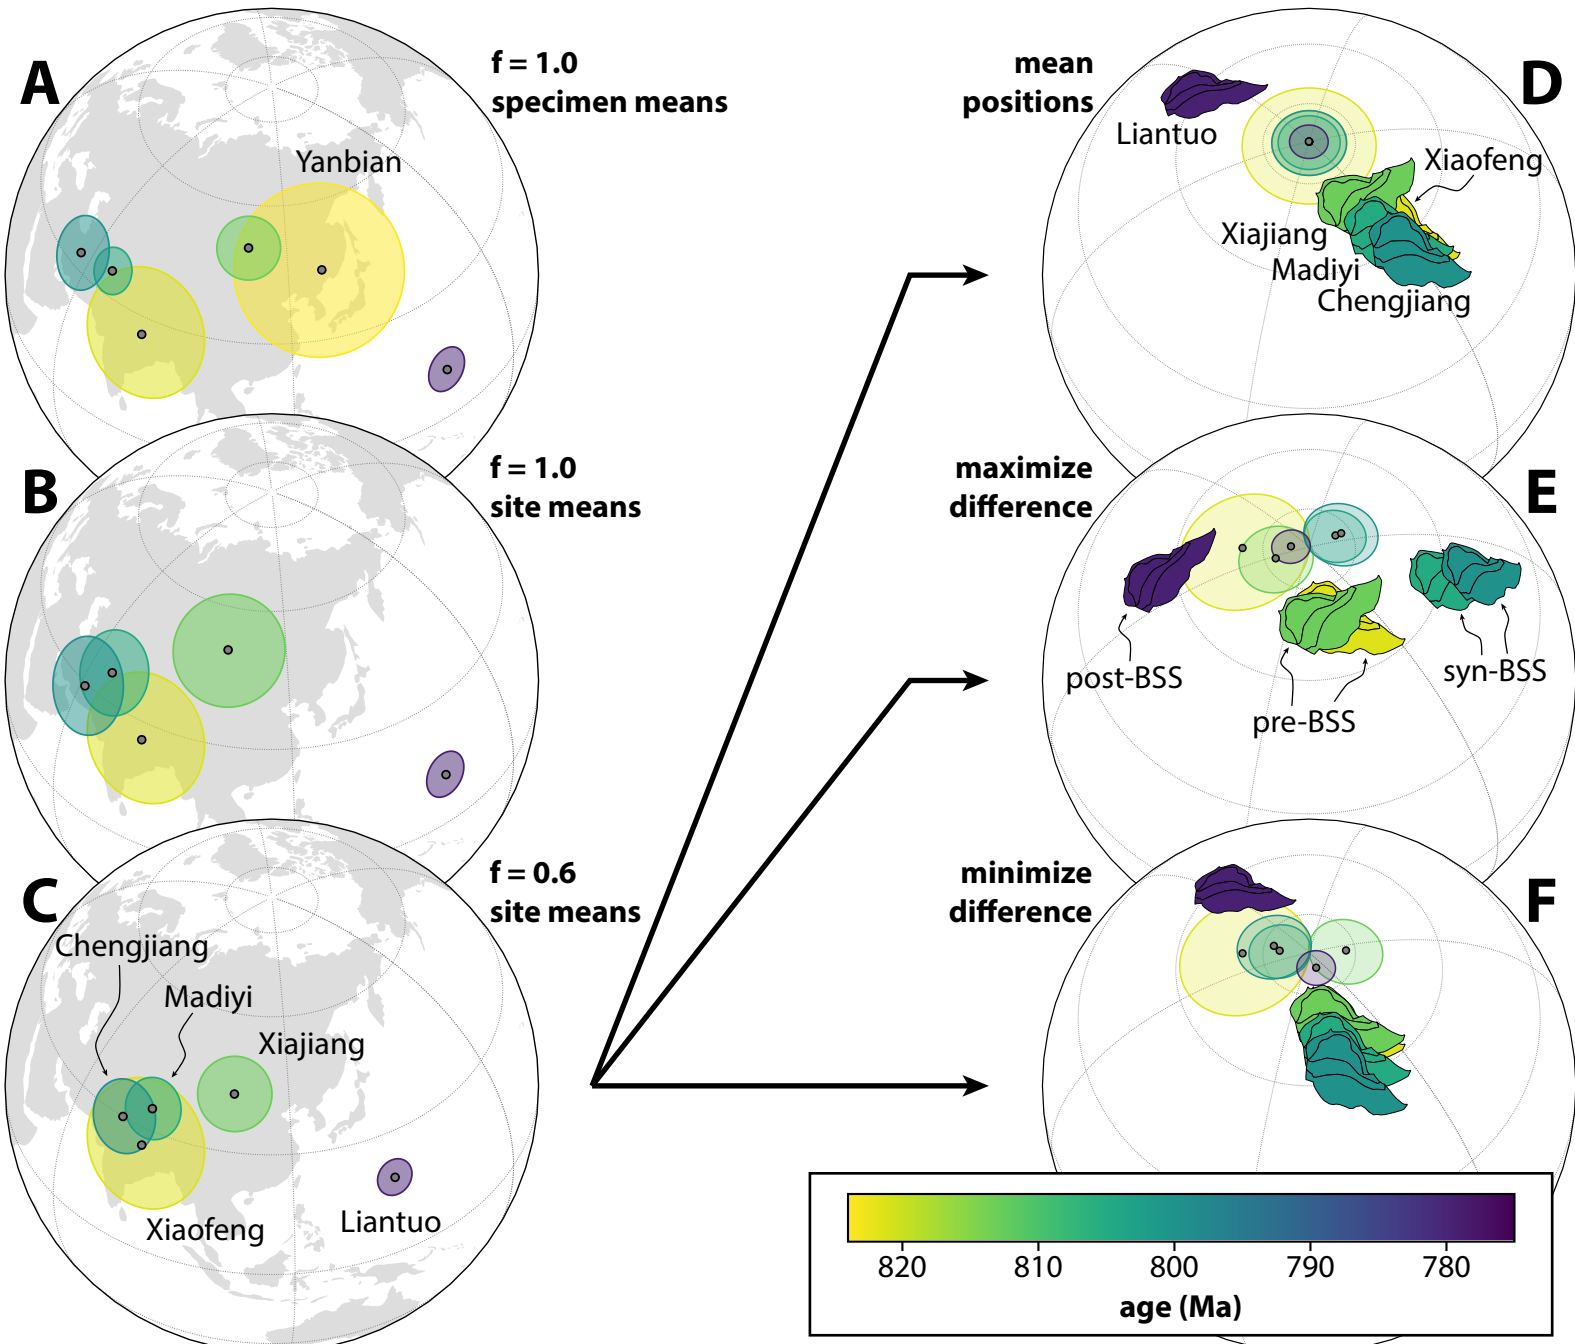 A
f = 1.0
specimen means
Yanbian
B
f = 1.0
site means
C
f = 0.6
site means
Chengjiang
Madiyi
Xiajiang
Xiaofeng
Liantuo
mean
positions
D
Liantuo
Xiaofeng
Xiajiang
Madiyi
Chengjiang
maximize
difference
E
post-BSS
pre-BSS
syn-BSS
minimize
difference
F
820 810 800 790 780
age (Ma)